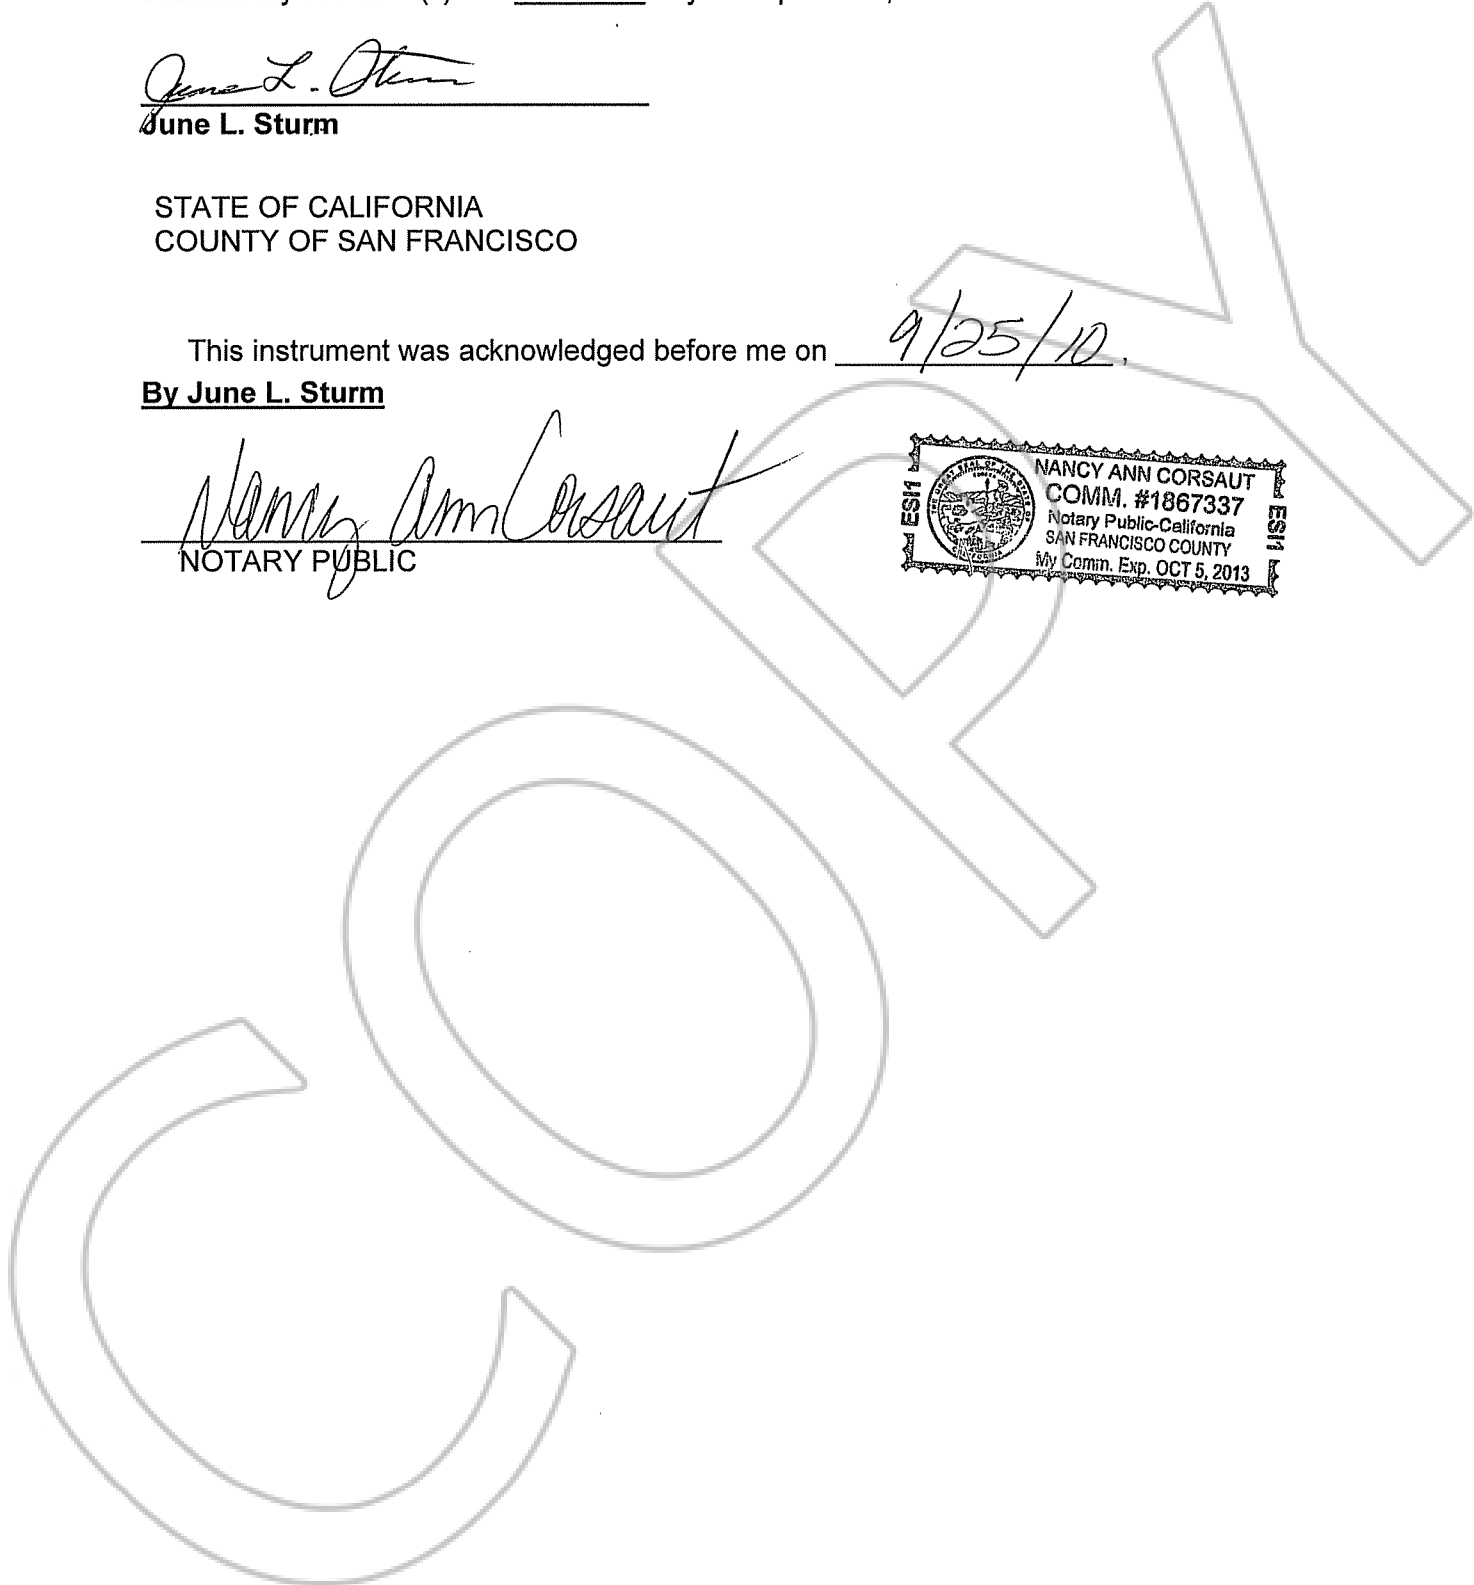 June L. Sturm
June L. Sturm
STATE OF CALIFORNIA
COUNTY OF SAN FRANCISCO
This instrument was acknowledged before me on 9/25/10.
By June L. Sturm
Nancy Ann Corsaut
NOTARY PUBLIC
NANCY ANN CORSAUT
COMM. #1867337
Notary Public-California
SAN FRANCISCO COUNTY
My Comm. Exp. OCT 5, 2013
ESI1
ESI1
COPY